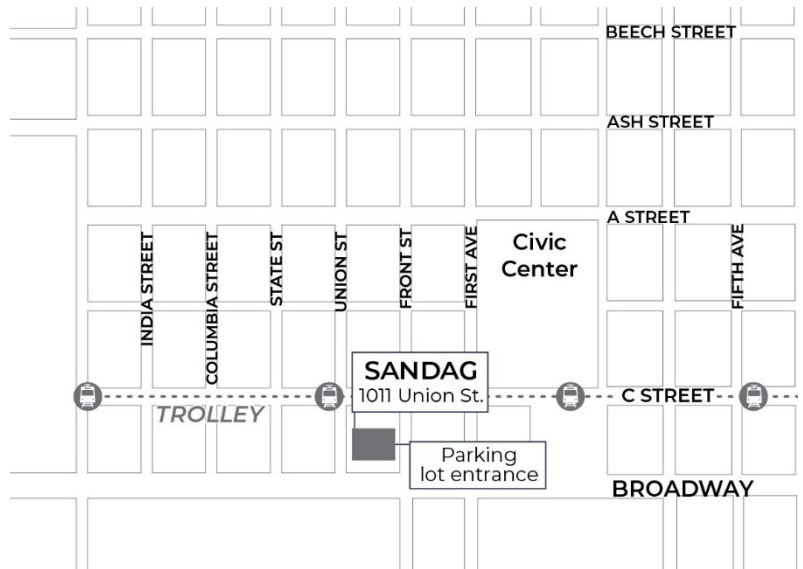 BEECH STREET
ASH STREET
A STREET
INDIA STREET
COLUMBIA STREET
STATE ST
UNION ST
FRONT ST
FIRST AVE
Civic
Center
FIFTH AVE
SANDAG
1011 Union St.
C STREET
TROLLEY
Parking
lot entrance
BROADWAY